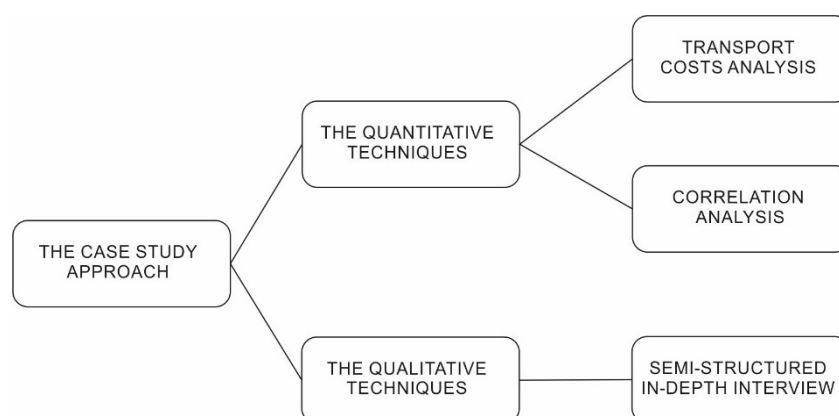 TRANSPORT
COSTS ANALYSIS
THE QUANTITATIVE
TECHNIQUES
CORRELATION
ANALYSIS
THE CASE STUDY
APPROACH
THE QUALITATIVE
TECHNIQUES
SEMI-STRUCTURED
IN-DEPTH INTERVIEW